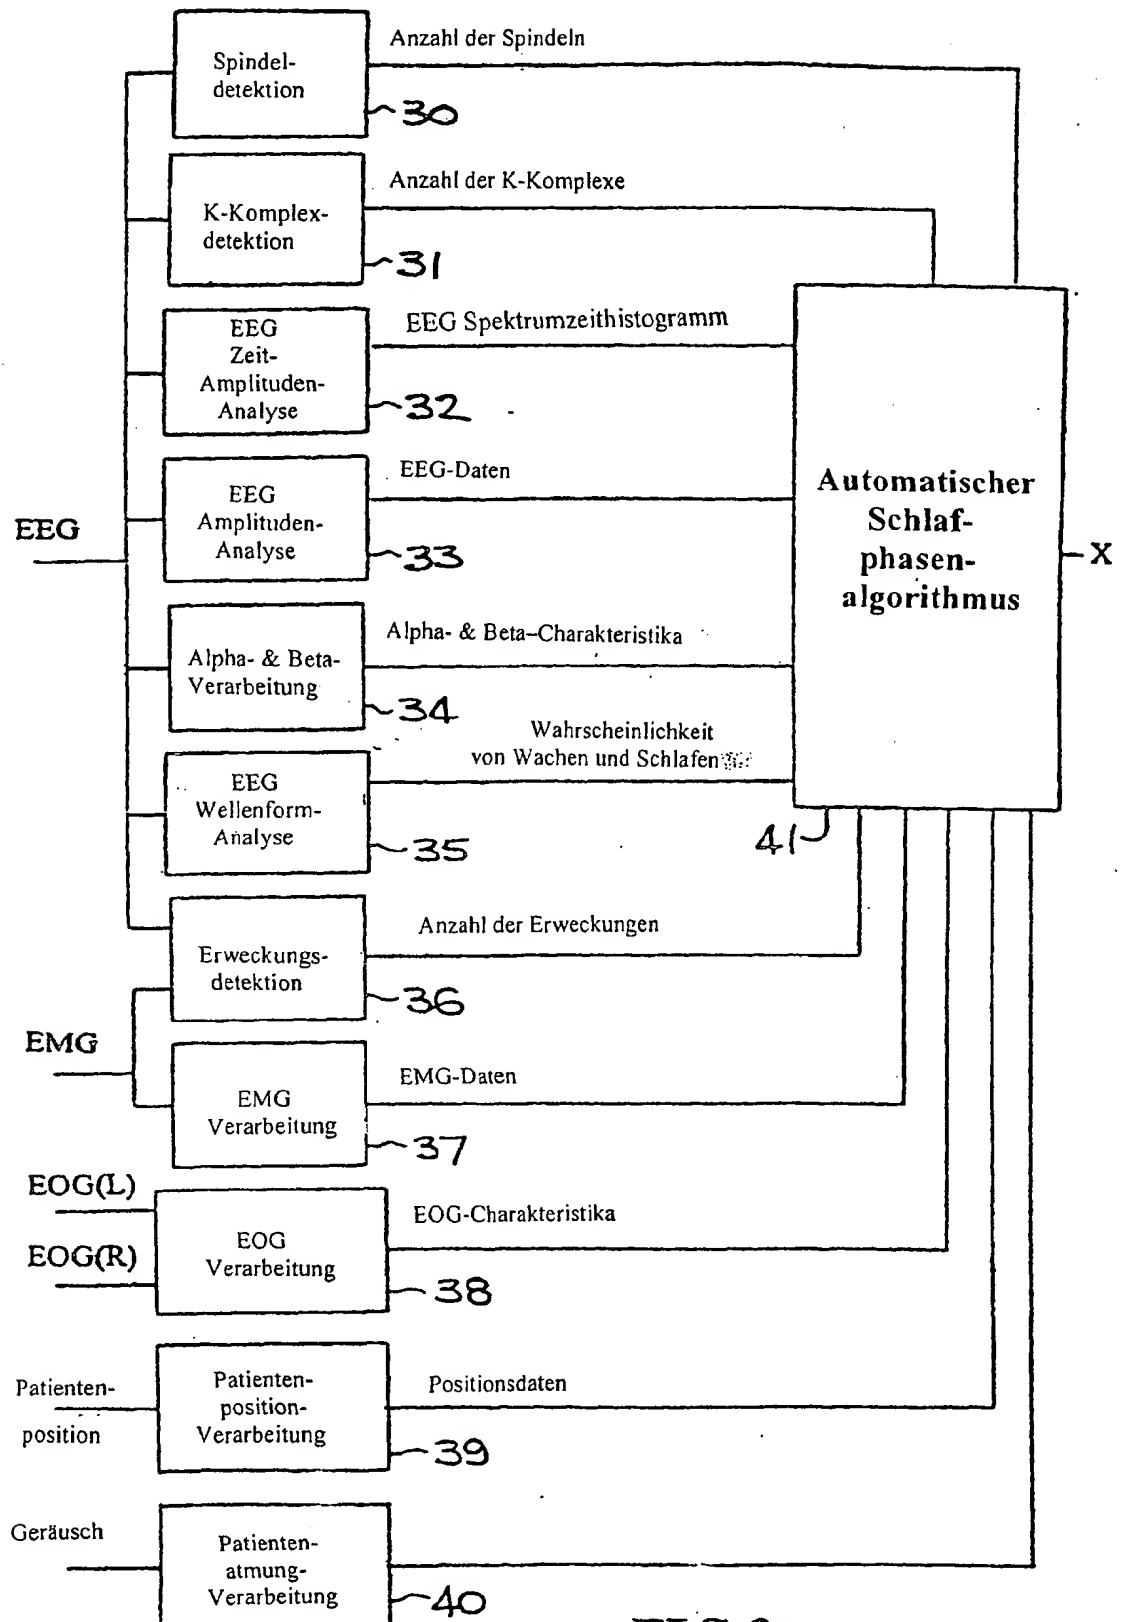 Anzahl der Spindeln
Spindel-
detektion
30
Anzahl der K-Komplexe
K-Komplex-
detektion
31
EEG Spektrumzeithistogramm
EEG
Zeit-
Amplituden-
Analyse
32
EEG-Daten
EEG
Amplituden-
Analyse
33
EEG
Automatischer
Schlaf-
phasen-
algorithmus
X
Alpha- & Beta–Charakteristika
Alpha- & Beta-
Verarbeitung
34
Wahrscheinlichkeit
von Wachen und Schlafen
EEG
Wellenform-
Analyse
35
41
Anzahl der Erweckungen
Erweckungs-
detektion
36
EMG
EMG-Daten
EMG
Verarbeitung
37
EOG(L)
EOG(R)
EOG-Charakteristika
EOG
Verarbeitung
38
Patienten-
position
Positionsdaten
Patienten-
position-
Verarbeitung
39
Geräusch
Patienten-
atmung-
Verarbeitung
40